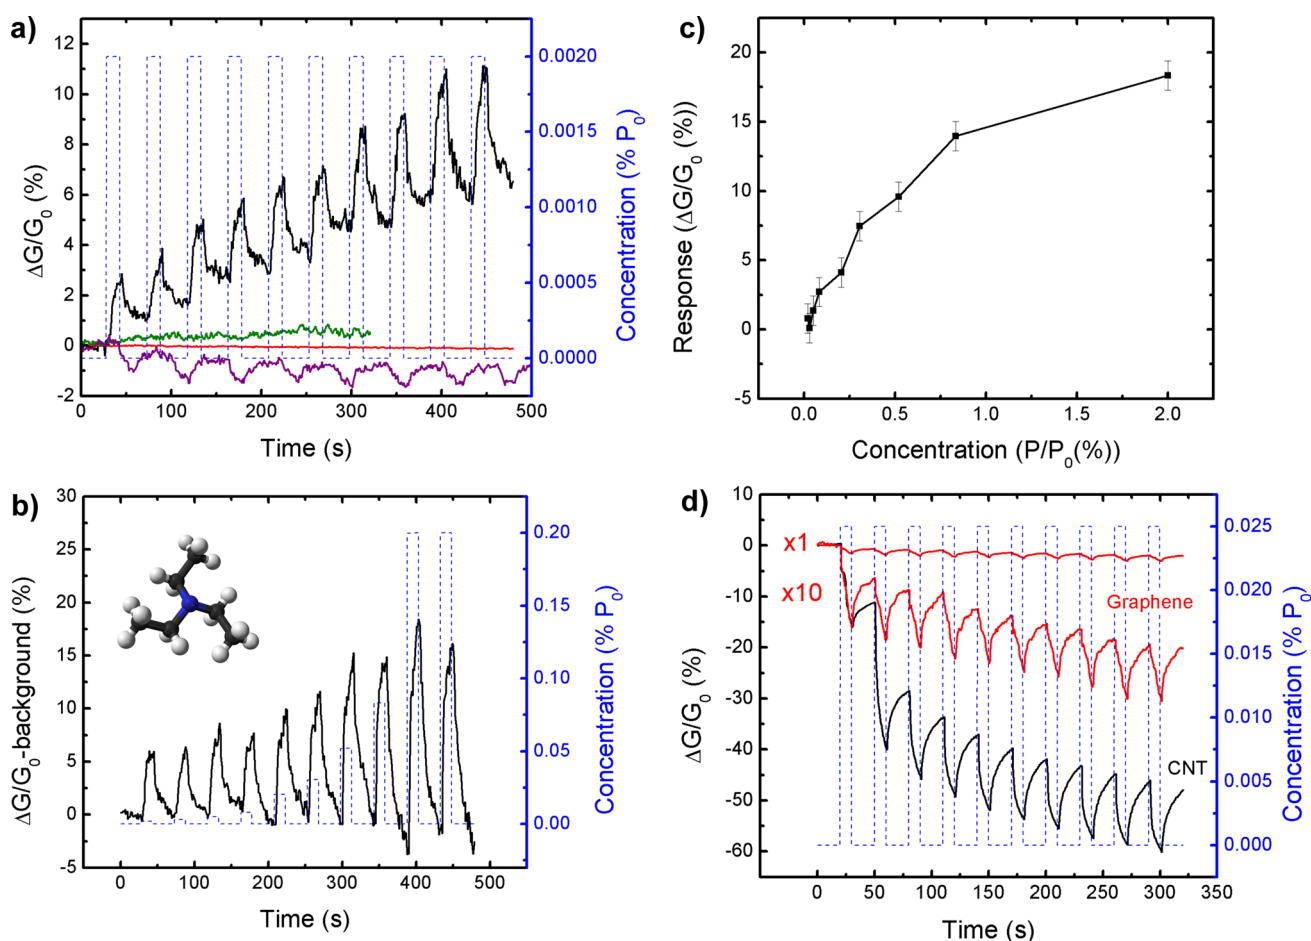 a)
12
10
8
6
4
2
0
-2
ΔG/G₀ (%)
0 100 200 300 400 500
Time (s)
0.0020
0.0015
0.0010
0.0005
0.0000
Concentration (% P₀)
c)
20
15
10
5
0
-5
Response (ΔG/G₀ (%)
0.0 0.5 1.0 1.5 2.0
Concentration (P/P₀(%))
b)
30
25
20
15
10
5
0
-5
ΔG/G₀-background (%)
0 100 200 300 400 500
Time (s)
0.20
0.15
0.10
0.05
0.00
Concentration (% P₀)
d)
10
0
-10
-20
-30
-40
-50
-60
ΔG/G₀ (%)
x1
x10
Graphene
CNT
0 50 100 150 200 250 300 350
Time (s)
0.025
0.020
0.015
0.010
0.005
0.000
Concentration (% P₀)